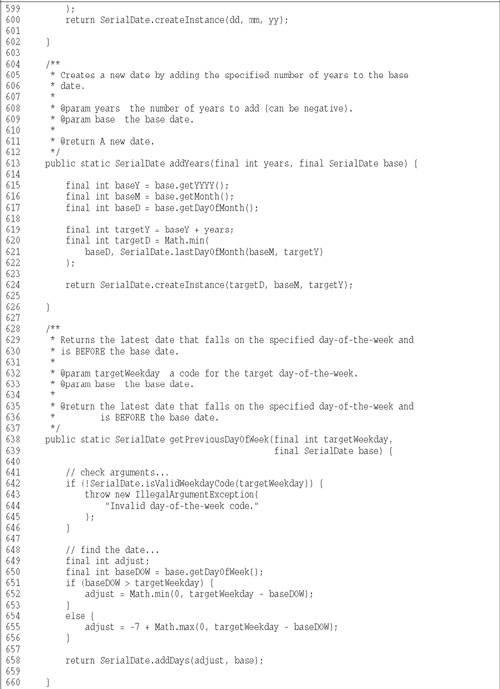 599             );
600             return SerialDate.createInstance(dd, mm, yy);
601
602         }
603
604         /**
605          * Creates a new date by adding the specified number of years to the base
606          * date.
607          *
608          * @param years  the number of years to add (can be negative).
609          * @param base  the base date.
610          *
611          * @return A new date.
612          */
613         public static SerialDate addYears(final int years, final SerialDate base) {
614
615             final int baseY = base.getYYYY();
616             final int baseM = base.getMonth();
617             final int baseD = base.getDayOfMonth();
618
619             final int targetY = baseY + years;
620             final int targetD = Math.min(
621                 baseD, SerialDate.lastDayOfMonth(baseM, targetY)
622             );
623
624             return SerialDate.createInstance(targetD, baseM, targetY);
625
626         }
627
628         /**
629          * Returns the latest date that falls on the specified day-of-the-week and
630          * is BEFORE the base date.
631          *
632          * @param targetWeekday  a code for the target day-of-the-week.
633          * @param base  the base date.
634          *
635          * @return the latest date that falls on the specified day-of-the-week and
636          *         is BEFORE the base date.
637          */
638         public static SerialDate getPreviousDayOfWeek(final int targetWeekday,
639                                                       final SerialDate base) {
640
641             // check arguments...
642             if (!SerialDate.isValidWeekdayCode(targetWeekday)) {
643                 throw new IllegalArgumentException(
644                     "Invalid day-of-the-week code."
645                 );
646             }
647
648             // find the date...
649             final int adjust;
650             final int baseDOW = base.getDayOfWeek();
651             if (baseDOW > targetWeekday) {
652                 adjust = Math.min(0, targetWeekday - baseDOW);
653             }
654             else {
655                 adjust = -7 + Math.max(0, targetWeekday - baseDOW);
656             }
657
658             return SerialDate.addDays(adjust, base);
659
660         }